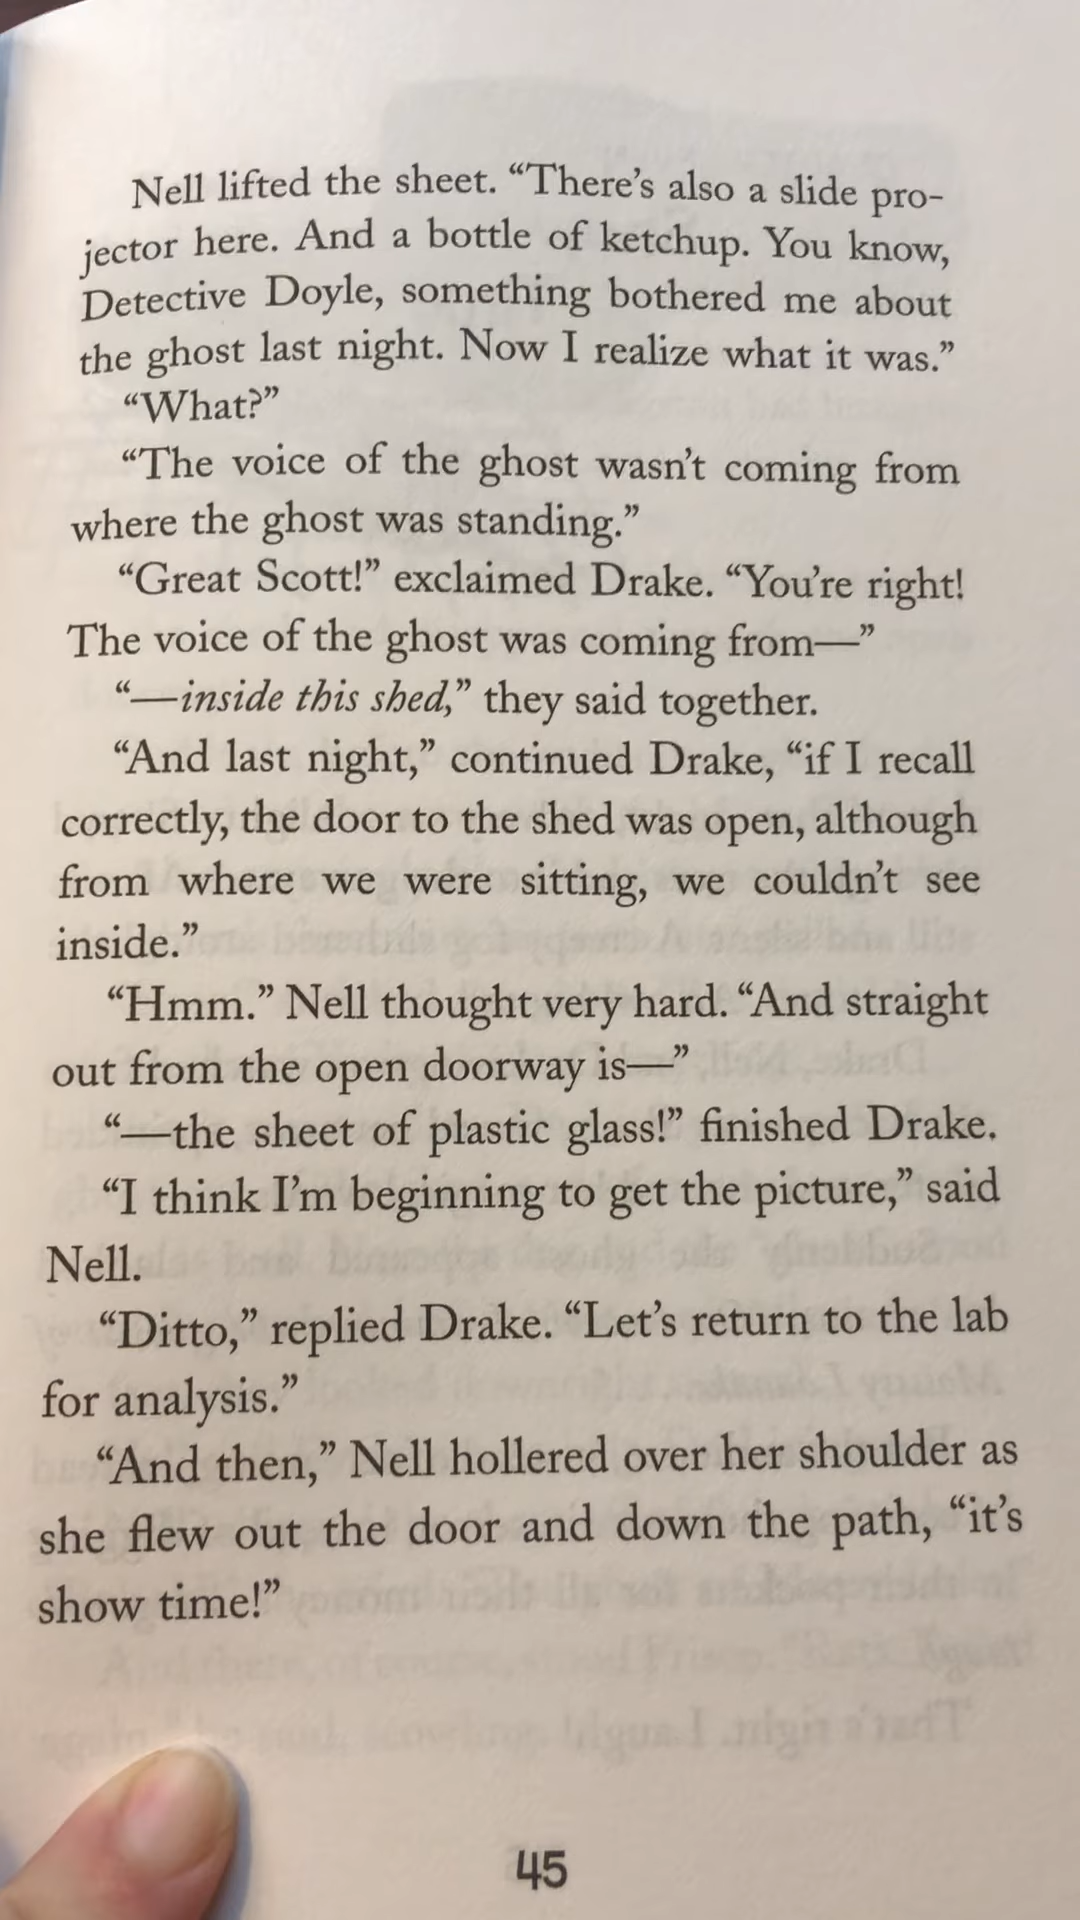 Nell lifted the sheet. “There’s also a slide pro-
jector here. And a bottle of ketchup. You know,
Detective Doyle, something bothered me about
the ghost last night. Now I realize what it was.”
“What?”
“The voice of the ghost wasn’t coming from
where the ghost was standing.”
“Great Scott!” exclaimed Drake. “You’re right!
The voice of the ghost was coming from—”
“—inside this shed,” they said together.
“And last night,” continued Drake, “if I recall
correctly, the door to the shed was open, although
from where we were sitting, we couldn’t see
inside.”
“Hmm.” Nell thought very hard. “And straight
out from the open doorway is—”
“—the sheet of plastic glass!” finished Drake.
“I think I’m beginning to get the picture,” said
Nell.
“Ditto,” replied Drake. “Let’s return to the lab
for analysis.”
“And then,” Nell hollered over her shoulder as
she flew out the door and down the path, “it’s
show time!”
45